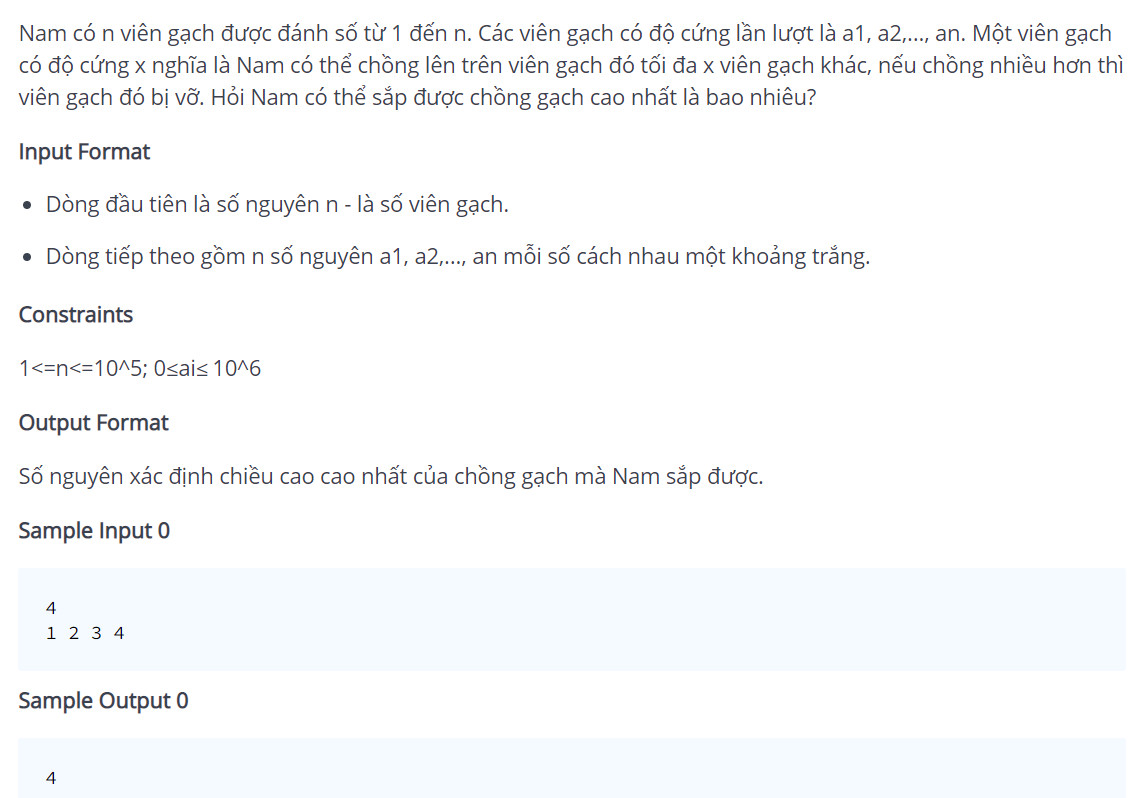 Nam có n viên gạch được đánh số từ 1 đến n. Các viên gạch có độ cứng lần lượt là a1, a2,..., an. Một viên gạch
có độ cứng x nghĩa là Nam có thể chồng lên trên viên gạch đó tối đa x viên gạch khác, nếu chồng nhiều hơn thì
viên gạch đó bị vỡ. Hỏi Nam có thể sắp được chồng gạch cao nhất là bao nhiêu?
Input Format
• Dòng đầu tiên là số nguyên n - là số viên gạch.
• Dòng tiếp theo gồm n số nguyên a1, a2,..., an mỗi số cách nhau một khoảng trắng.
Constraints
1<=n<=10^5; 0≤ai≤ 10^6
Output Format
Số nguyên xác định chiều cao cao nhất của chồng gạch mà Nam sắp được.
Sample Input 0
4
1 2 3 4
Sample Output 0
4